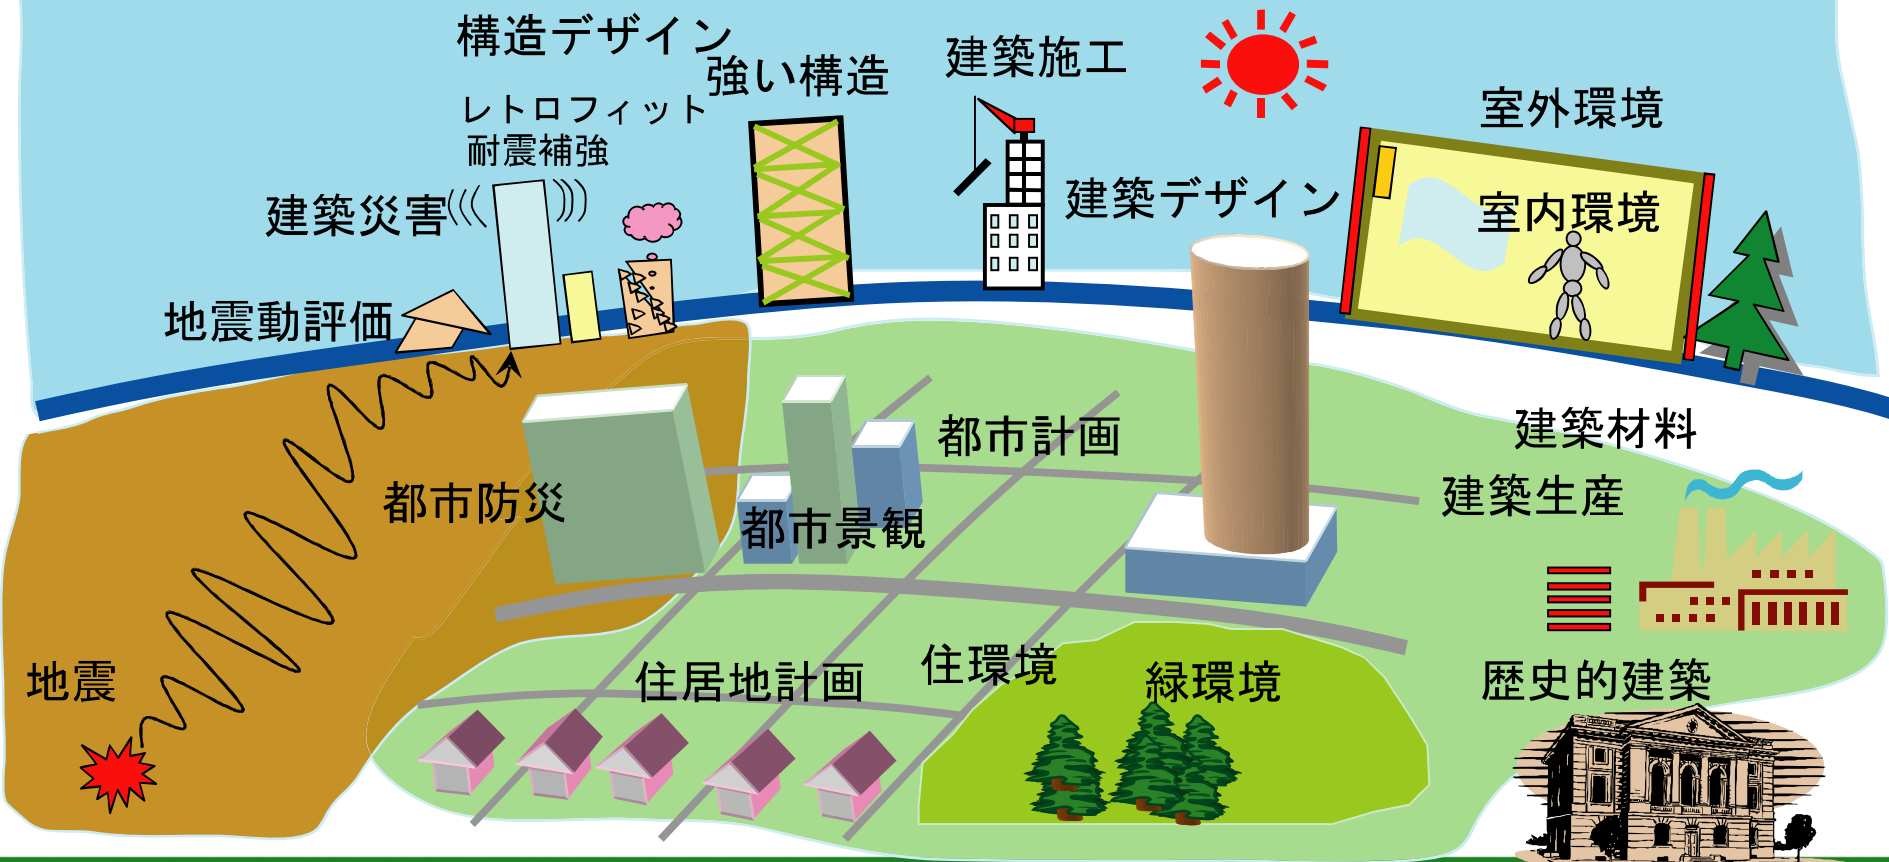 構造デザイン
強い構造
建築施工
レトロフィット
耐震補強
室外環境
建築災害
建築デザイン
室内環境
地震動評価
都市計画
建築材料
都市防災
都市景観
建築生産
地震
住居地計画
住環境
緑環境
歴史的建築